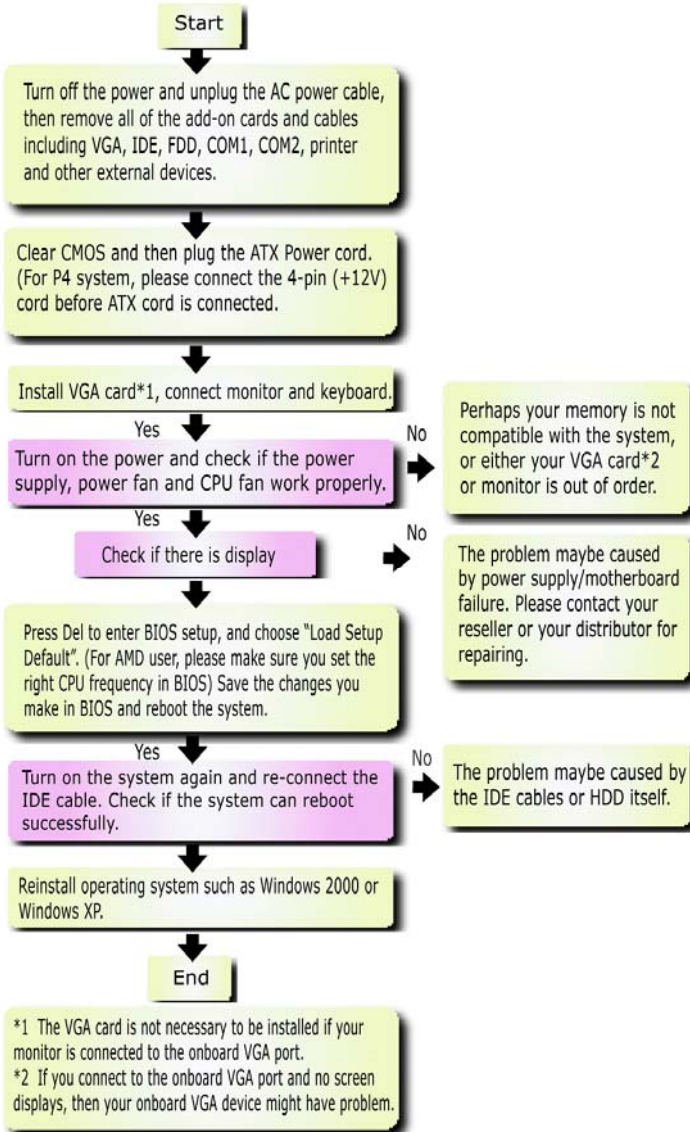 Start
Turn off the power and unplug the AC power cable,
then remove all of the add-on cards and cables
including VGA, IDE, FDD, COM1, COM2, printer
and other external devices.
Clear CMOS and then plug the ATX Power cord.
(For P4 system, please connect the 4-pin (+12V)
cord before ATX cord is connected.
Install VGA card*1, connect monitor and keyboard.
Yes
Turn on the power and check if the power
supply, power fan and CPU fan work properly.
No
Perhaps your memory is not
compatible with the system,
or either your VGA card*2
or monitor is out of order.
Yes
Check if there is display
No
The problem maybe caused
by power supply/motherboard
failure. Please contact your
reseller or your distributor for
repairing.
Press Del to enter BIOS setup, and choose “Load Setup
Default”. (For AMD user, please make sure you set the
right CPU frequency in BIOS) Save the changes you
make in BIOS and reboot the system.
Yes
Turn on the system again and re-connect the
IDE cable. Check if the system can reboot
successfully.
No
The problem maybe caused by
the IDE cables or HDD itself.
Reinstall operating system such as Windows 2000 or
Windows XP.
End
*1 The VGA card is not necessary to be installed if your
monitor is connected to the onboard VGA port.
*2 If you connect to the onboard VGA port and no screen
displays, then your onboard VGA device might have problem.